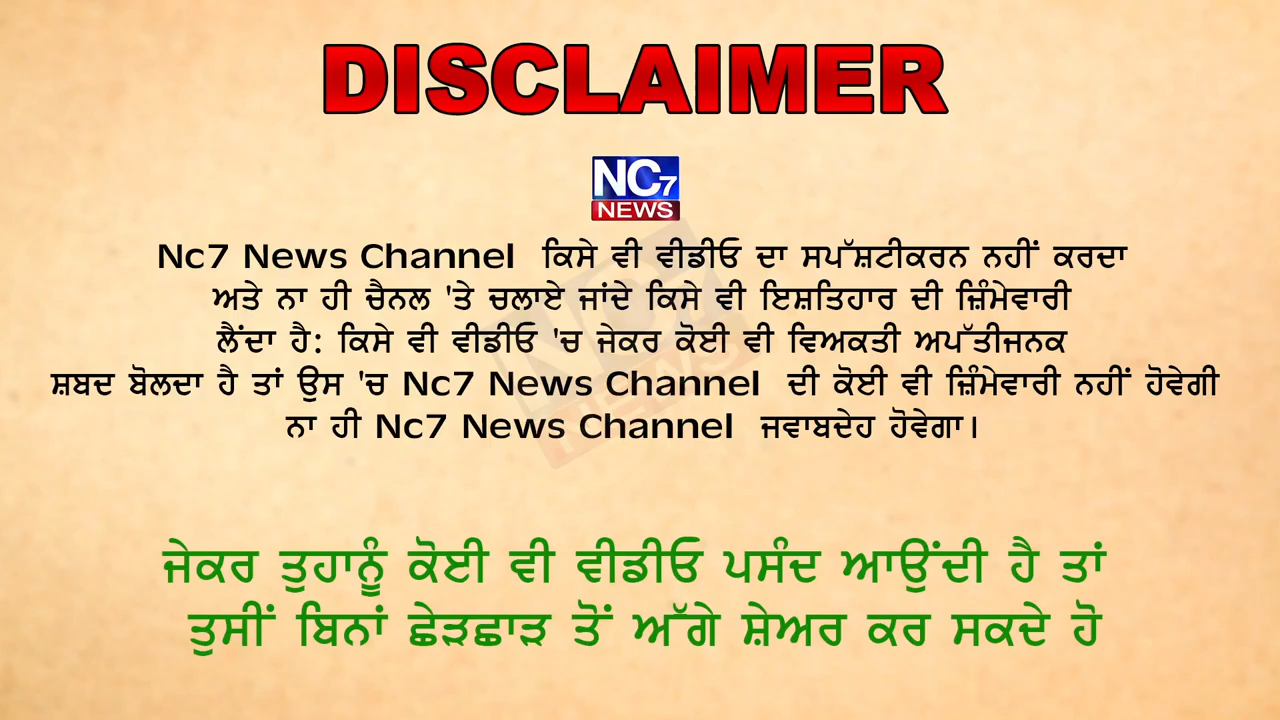 DISCLAIMER
NC7
NEWS
Nc7 News Channel ਕਿਸੇ ਵੀ ਵੀਡੀਓ ਦਾ ਸਪੱਸ਼ਟੀਕਰਨ ਨਹੀਂ ਕਰਦਾ
ਅਤੇ ਨਾ ਹੀ ਚੈਨਲ 'ਤੇ ਚਲਾਏ ਜਾਂਦੇ ਕਿਸੇ ਵੀ ਇਸ਼ਤਿਹਾਰ ਦੀ ਜ਼ਿੰਮੇਵਾਰੀ
ਲੈਂਦਾ ਹੈ: ਕਿਸੇ ਵੀ ਵੀਡੀਓ 'ਚ ਜੇਕਰ ਕੋਈ ਵੀ ਵਿਅਕਤੀ ਅਪੱਤੀਜਨਕ
ਸ਼ਬਦ ਬੋਲਦਾ ਹੈ ਤਾਂ ਉਸ 'ਚ Nc7 News Channel ਦੀ ਕੋਈ ਵੀ ਜ਼ਿੰਮੇਵਾਰੀ ਨਹੀਂ ਹੋਵੇਗੀ
ਨਾ ਹੀ Nc7 News Channel ਜਵਾਬਦੇਹ ਹੋਵੇਗਾ।
ਜੇਕਰ ਤੁਹਾਨੂੰ ਕੋਈ ਵੀ ਵੀਡੀਓ ਪਸੰਦ ਆਉਂਦੀ ਹੈ ਤਾਂ
ਤੁਸੀਂ ਬਿਨਾਂ ਛੇੜਛਾੜ ਤੋਂ ਅੱਗੇ ਸ਼ੇਅਰ ਕਰ ਸਕਦੇ ਹੋ